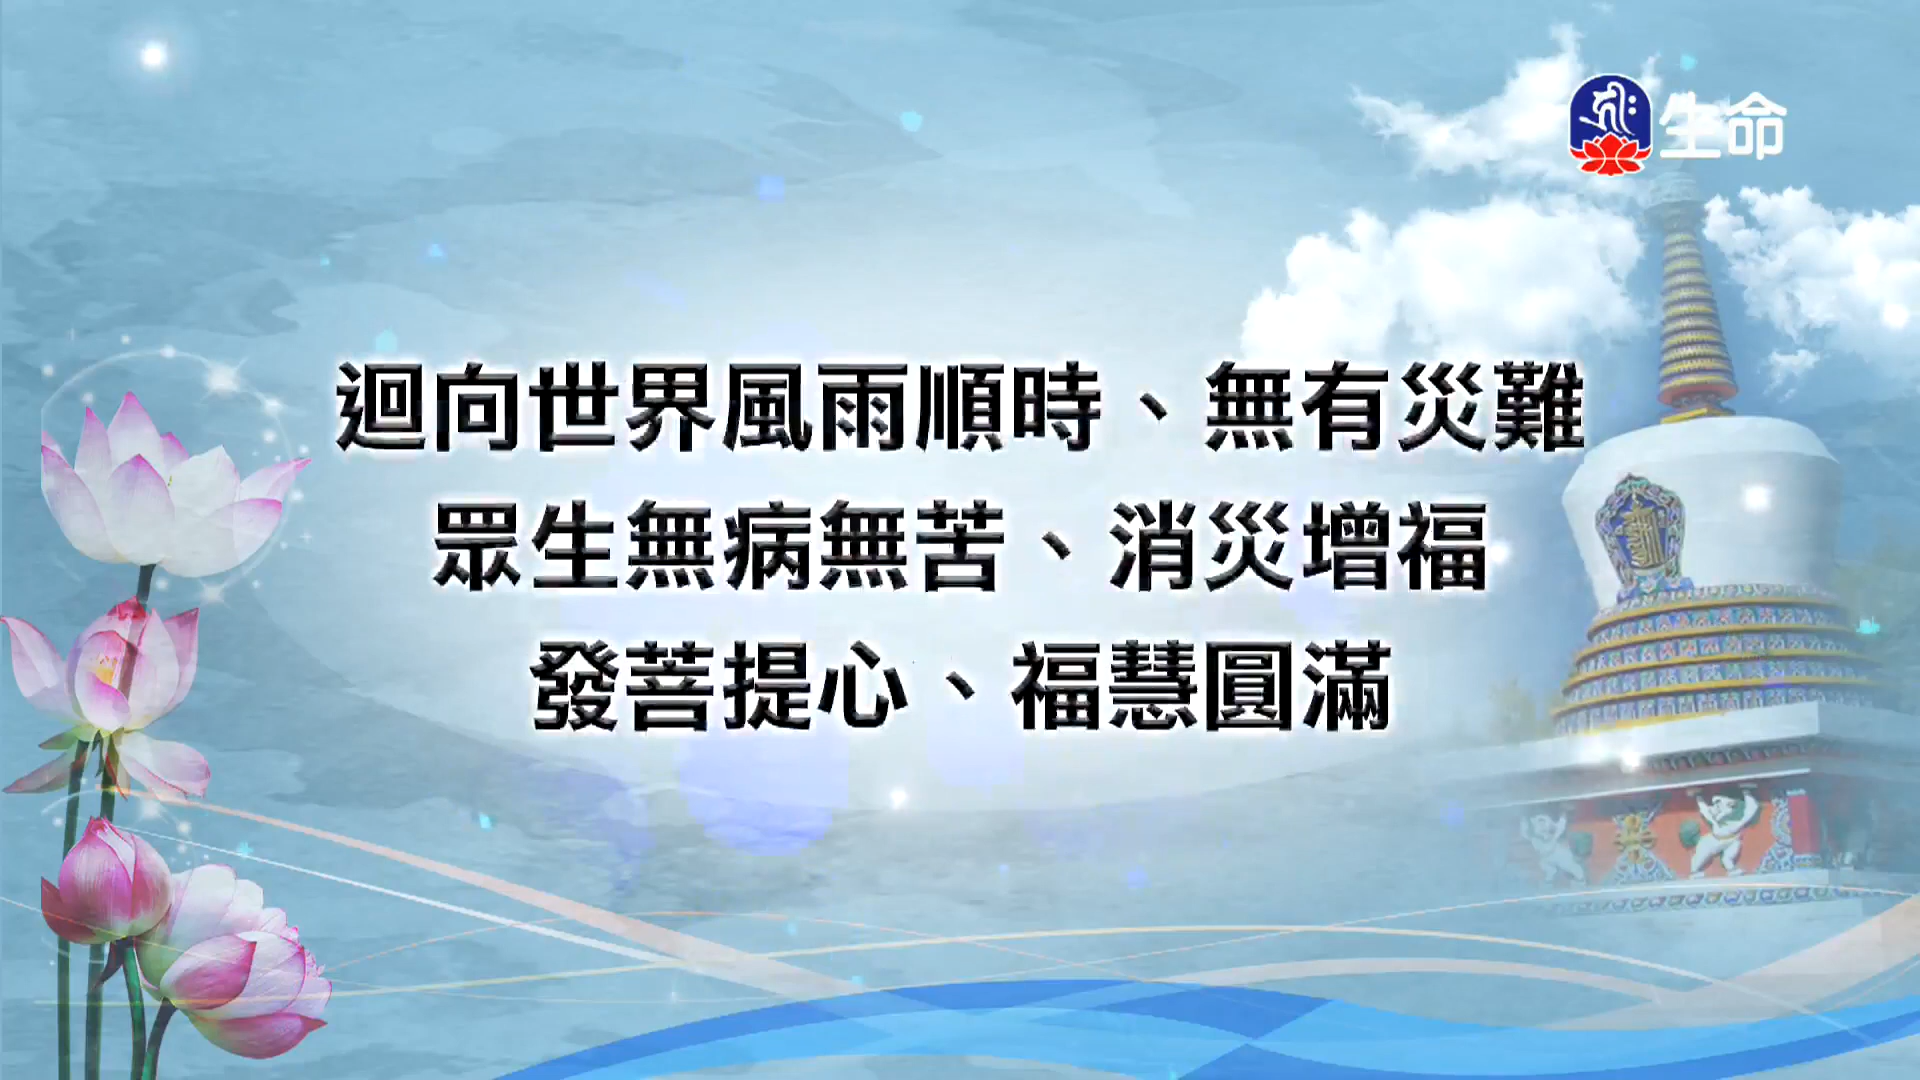 生命
迴向世界風雨順時、無有災難
眾生無病無苦、消災增福
發菩提心、福慧圓滿